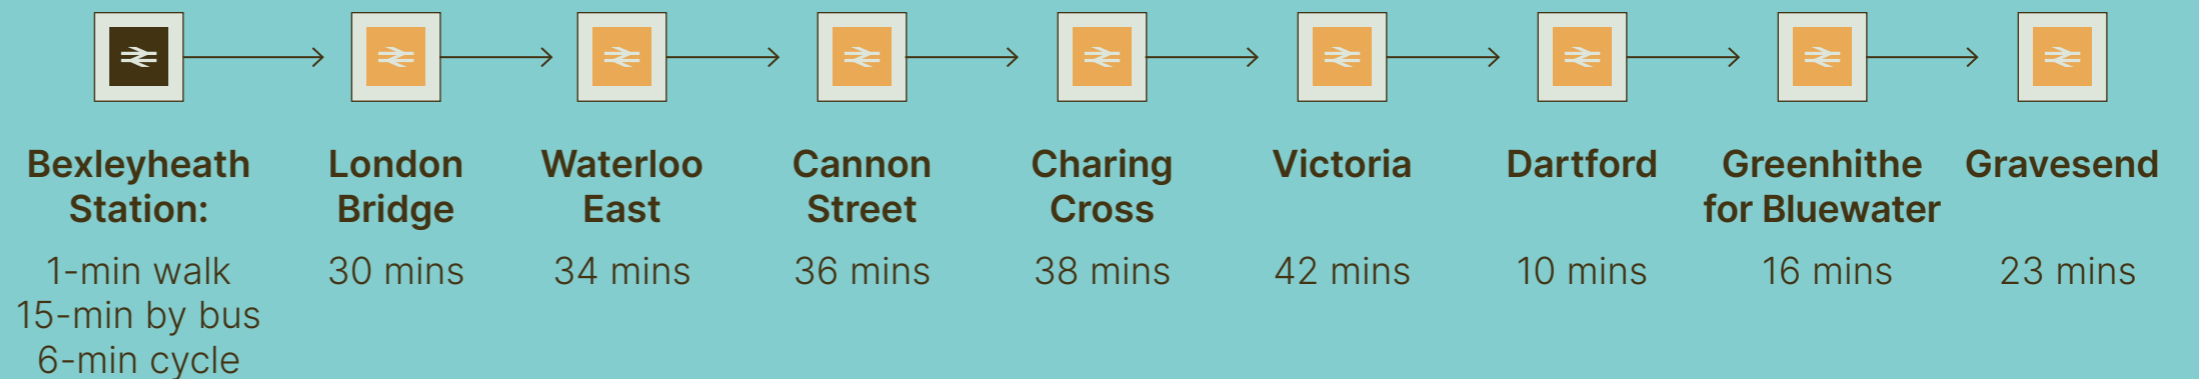 Bexleyheath
Station:
1-min walk
15-min by bus
6-min cycle
London
Bridge
30 mins
Waterloo
East
34 mins
Cannon
Street
36 mins
Charing
Cross
38 mins
Victoria
42 mins
Dartford
10 mins
Greenhithe
for Bluewater
16 mins
Gravesend
23 mins